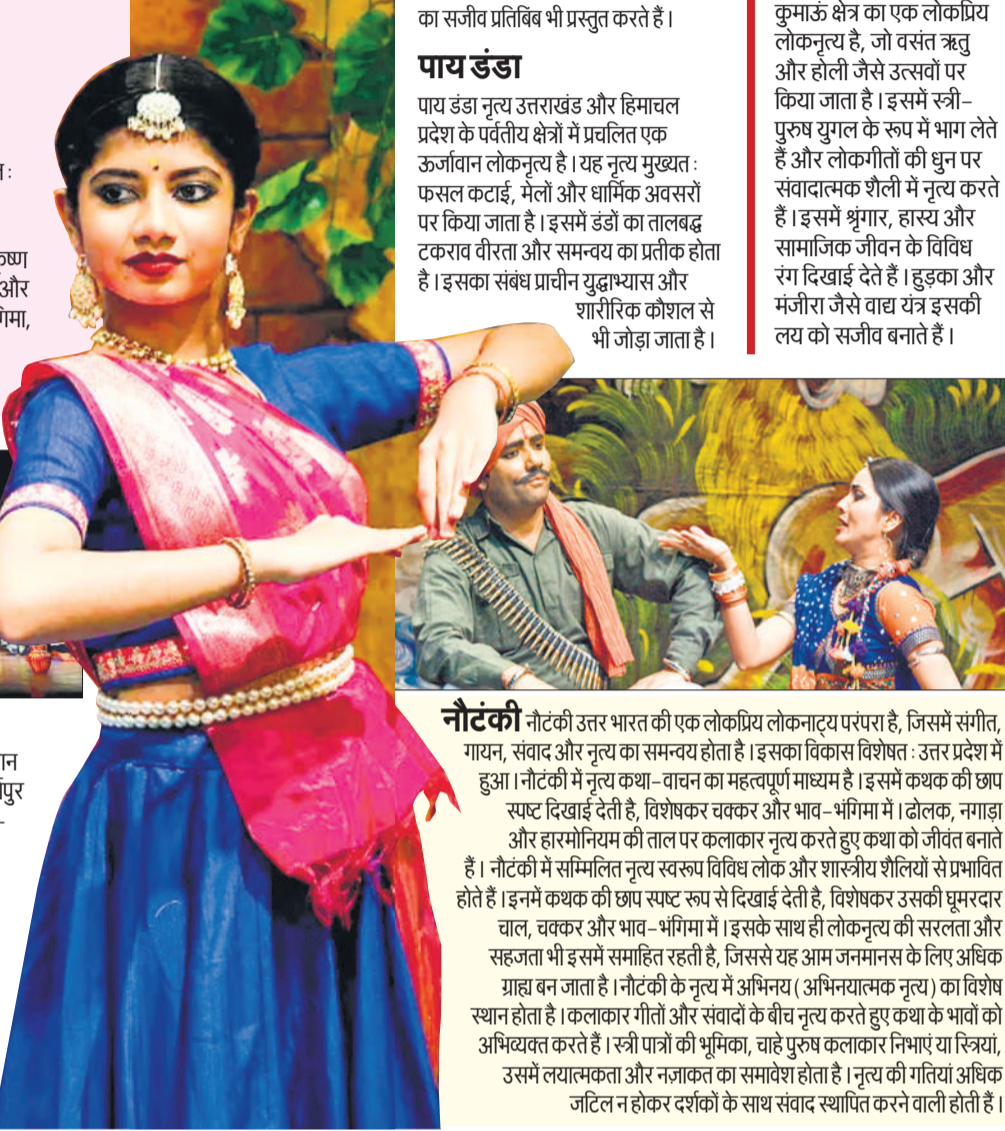 का सजीव प्रतिबिंब भी प्रस्तुत करते हैं।
पाय डंडा
पाय डंडा नृत्य उत्तराखंड और हिमाचल
प्रदेश के पर्वतीय क्षेत्रों में प्रचलित एक
ऊर्जावान लोकनृत्य है। यह नृत्य मुख्यत:
फसल कटाई, मेलों और धार्मिक अवसरों
पर किया जाता है। इसमें डंडों का तालबद्ध
टकराव वीरता और समन्वय का प्रतीक होता
है। इसका संबंध प्राचीन युद्धाभ्यास और
शारीरिक कौशल से
भी जोड़ा जाता है।
कुमाऊं क्षेत्र का एक लोकप्रिय
लोकनृत्य है, जो वसंत ऋतु
और होली जैसे उत्सवों पर
किया जाता है। इसमें स्त्री-
पुरुष युगल के रूप में भाग लेते
हैं और लोकगीतों की धुन पर
संवादात्मक शैली में नृत्य करते
हैं। इसमें श्रृंगार, हास्य और
सामाजिक जीवन के विविध
रंग दिखाई देते हैं। हुड़का और
मंजीरा जैसे वाद्य यंत्र इसकी
लय को सजीव बनाते हैं।
और
नौटंकी नौटंकी उत्तर भारत की एक लोकप्रिय लोकनाट्य परंपरा है, जिसमें संगीत,
गायन, संवाद और नृत्य का समन्वय होता है। इसका विकास विशेषत: उत्तर प्रदेश में
हुआ। नौटंकी में नृत्य कथा-वाचन का महत्वपूर्ण माध्यम है। इसमें कथक की छाप
स्पष्ट दिखाई देती है, विशेषकर चक्कर और भाव-भंगिमा में। ढोलक, नगाड़ा
और हारमोनियम की ताल पर कलाकार नृत्य करते हुए कथा को जीवंत बनाते
हैं। नौटंकी में सम्मिलित नृत्य स्वरूप विविध लोक और शास्त्रीय शैलियों से प्रभावित
होते हैं। इनमें कथक की छाप स्पष्ट रूप से दिखाई देती है, विशेषकर उसकी घूमरदार
चाल, चक्कर और भाव-भंगिमा में। इसके साथ ही लोकनृत्य की सरलता और
सहजता भी इसमें समाहित रहती है, जिससे यह आम जनमानस के लिए अधिक
ग्राह्य बन जाता है। नौटंकी के नृत्य में अभिनय (अभिनयात्मक नृत्य) का विशेष
स्थान होता है। कलाकार गीतों और संवादों के बीच नृत्य करते हुए कथा के भावों को
अभिव्यक्त करते हैं। स्त्री पात्रों की भूमिका, चाहे पुरुष कलाकार निभाएं या स्त्रियां,
उसमें लयात्मकता और नज़ाकत का समावेश होता है। नृत्य की गतियां अधिक
जटिल न होकर दर्शकों के साथ संवाद स्थापित करने वाली होती हैं।